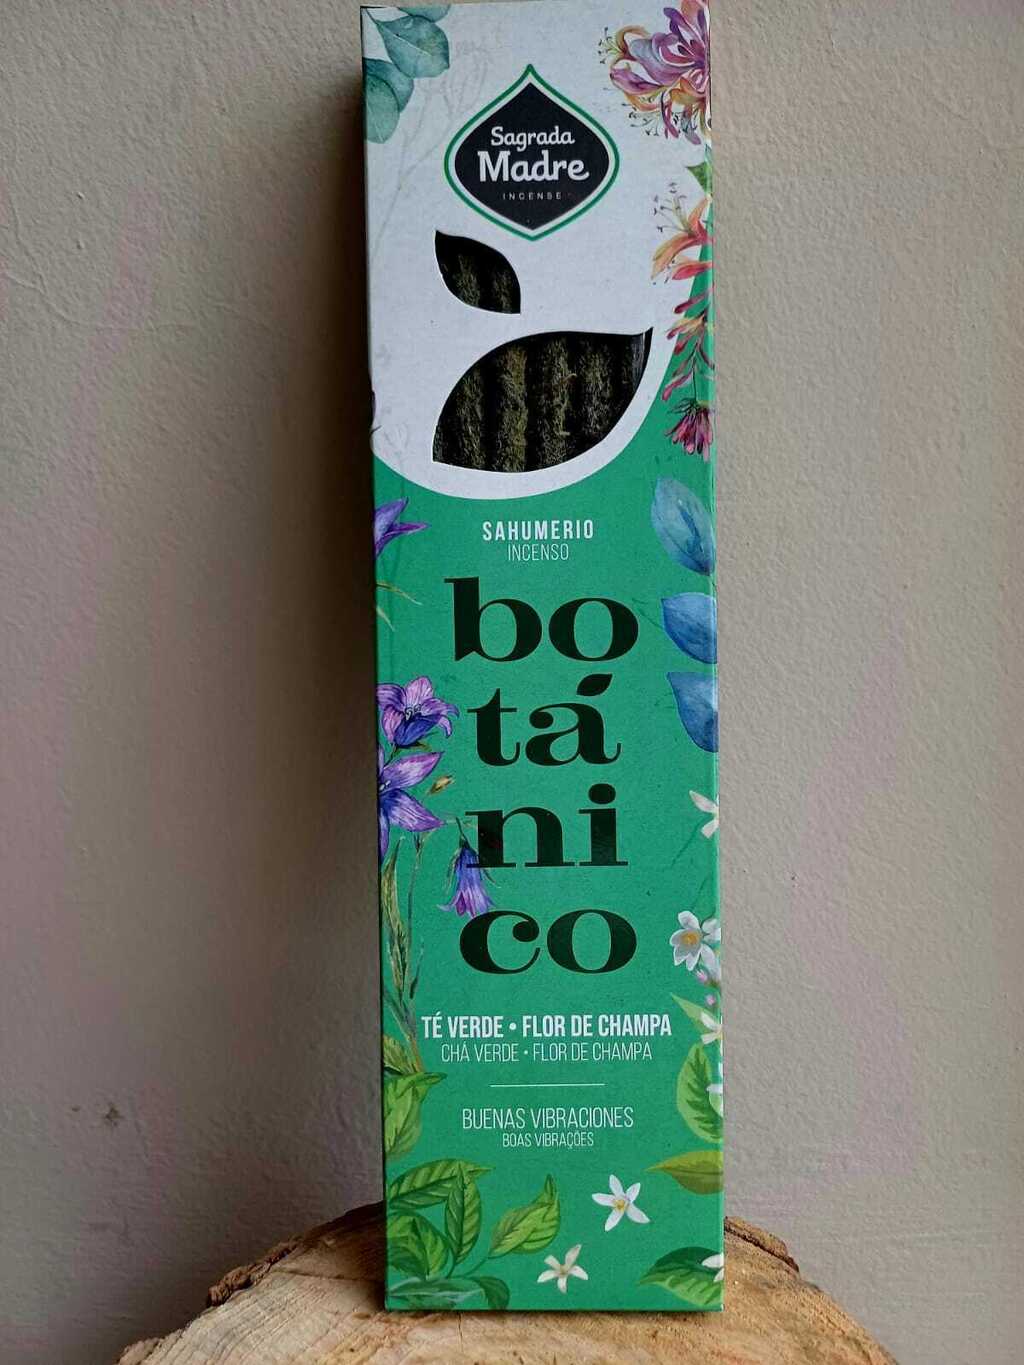 Sagrada
Madre
INCENSE
SAHUMERIO
INCENSO
bo
tá
ni
co
TÉ VERDE • FLOR DE CHAMPA
CHÁ VERDE • FLOR DE CHAMPA
BUENAS VIBRACIONES
BOAS VIBRAÇÕES